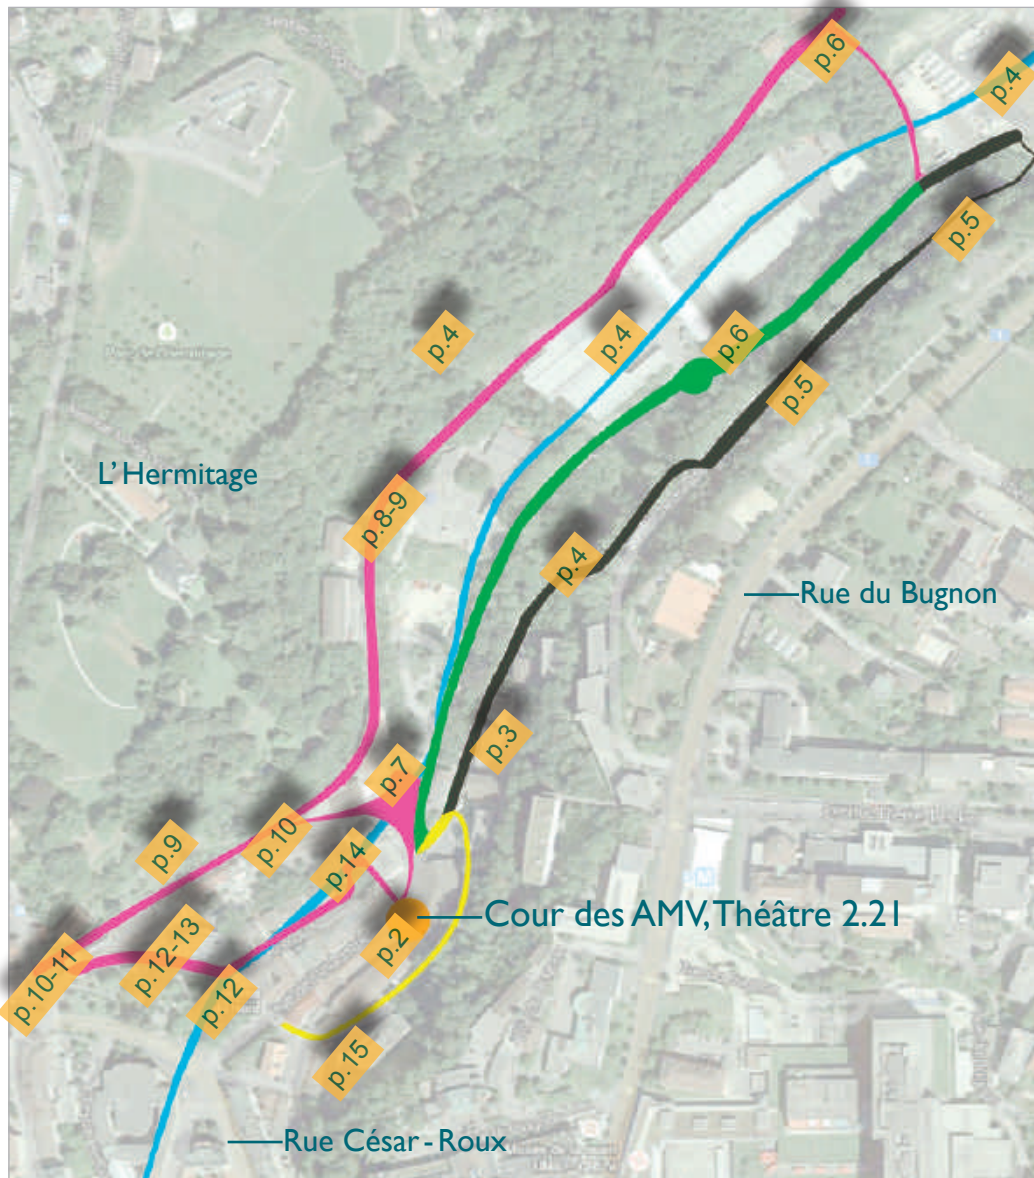 p.6
p.4
p.5
p.4
p.4
p.6
p.5
L'Hermitage
p.8-9
p.4
Rue du Bugnon
p.3
p.7
p.10
p.9
p.14
Cour des AMV, Théâtre 2.21
p.2
p.12-13
p.10-11
p.12
p.15
Rue César-Roux